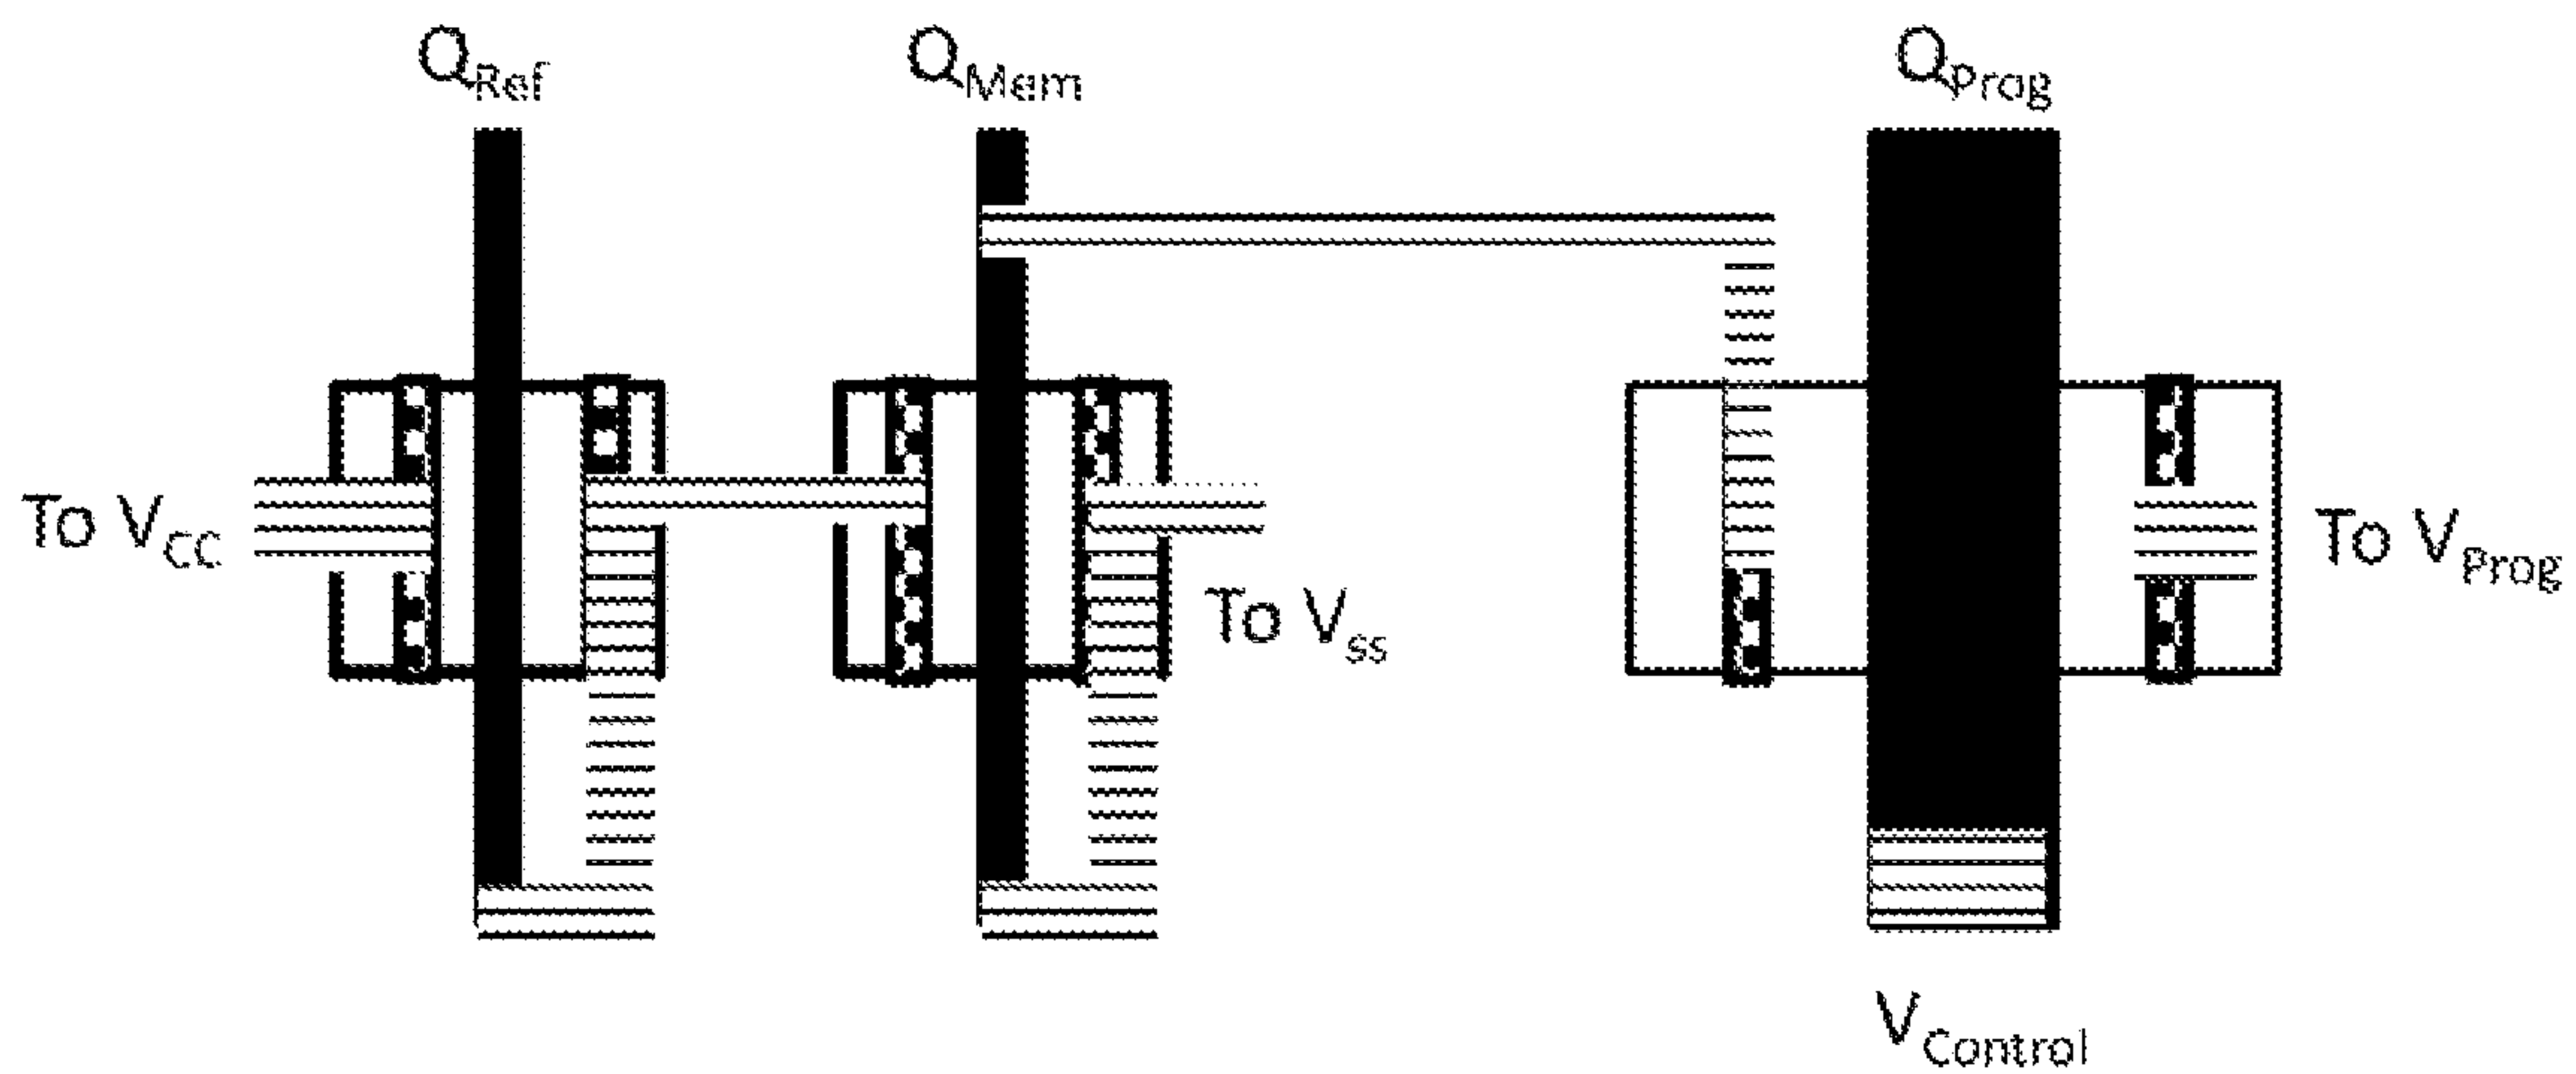 QRef
QMem
QProg
To VCC
To Vss
To VProg
VControl